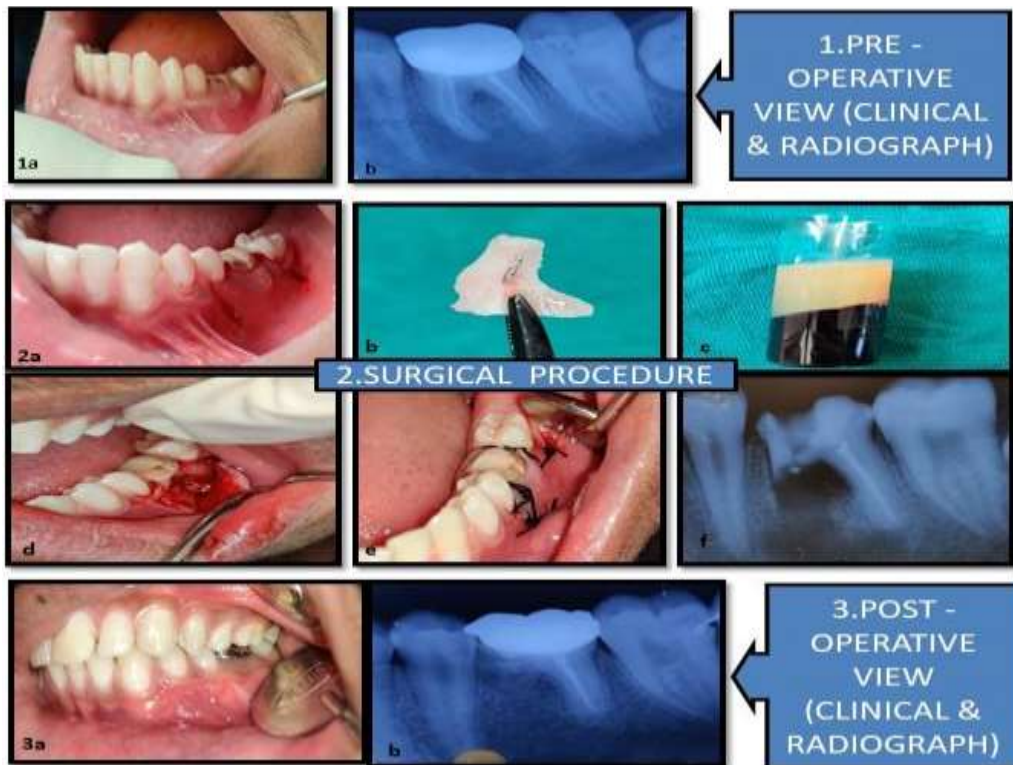 1.PRE -
OPERATIVE
VIEW (CLINICAL
& RADIOGRAPH)
1a
b
2a
b
c
2.SURGICAL PROCEDURE
d
e
f
3a
b
3.POST -
OPERATIVE
VIEW
(CLINICAL &
RADIOGRAPH)